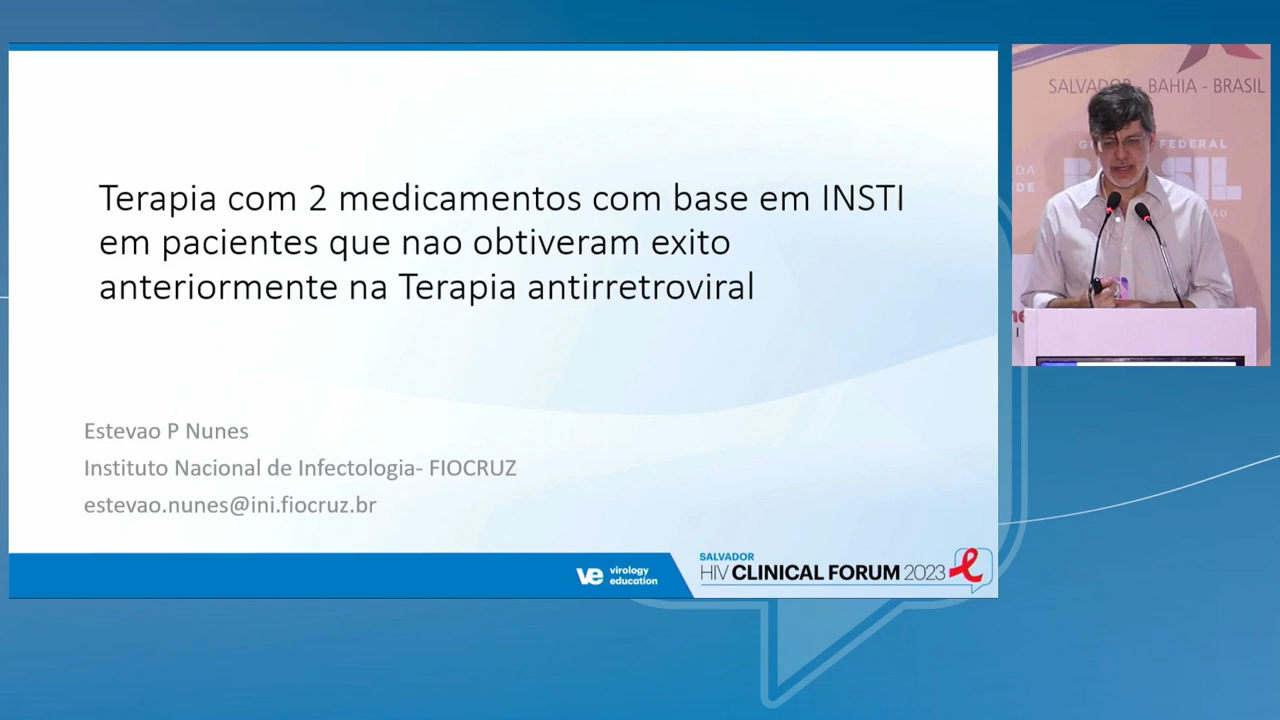 Terapia com 2 medicamentos com base em INSTI
em pacientes que nao obtiveram exito
anteriormente na Terapia antirretroviral
Estevao P Nunes
Instituto Nacional de Infectologia- FIOCRUZ
estevao.nunes@ini.fiocruz.br
ve virology
education
SALVADOR
HIV CLINICAL FORUM 2023
SALVADOR - BAHIA - BRASIL
FEDERAL